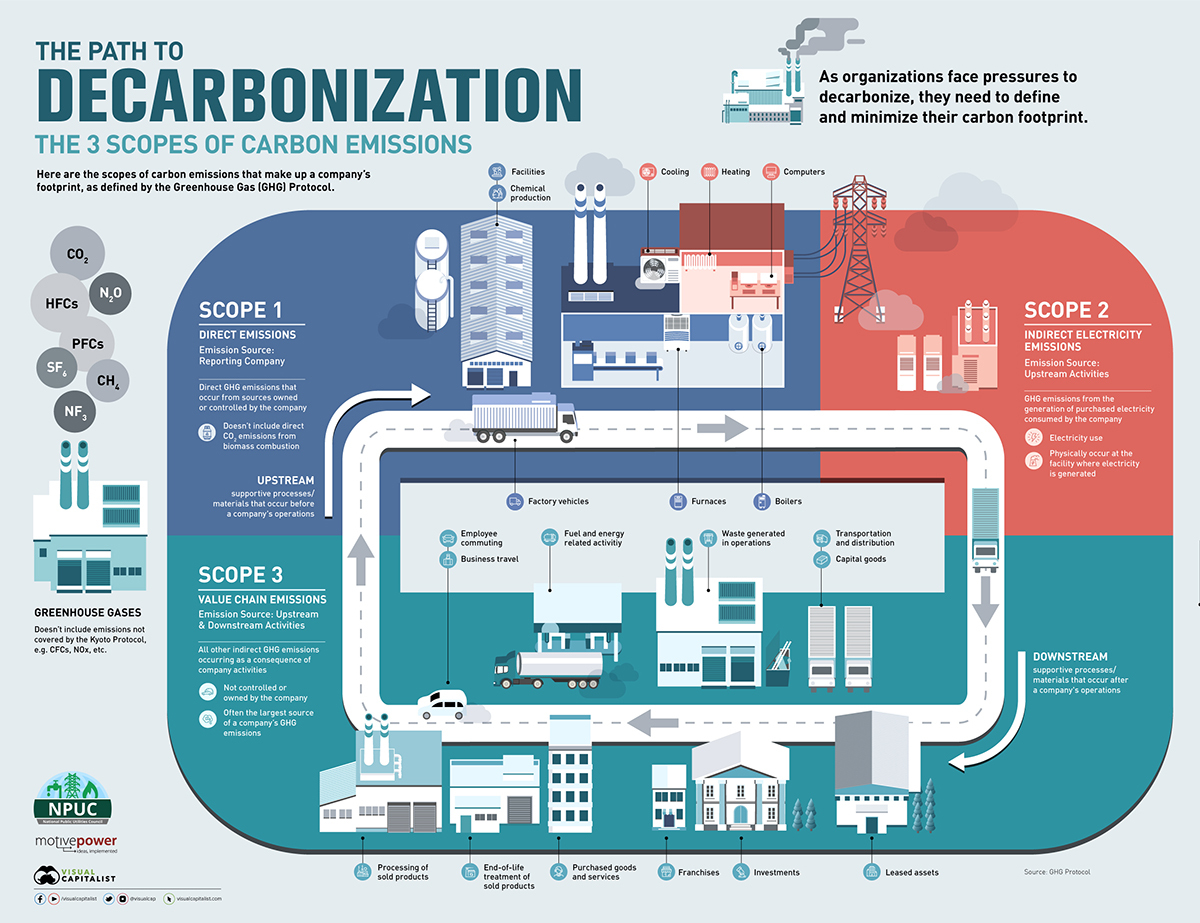 THE PATH TO
DECARBONIZATION
THE 3 SCOPES OF CARBON EMISSIONS
Here are the scopes of carbon emissions that make up a company's
footprint, as defined by the Greenhouse Gas (GHG) Protocol.
As organizations face pressures to
decarbonize, they need to define
and minimize their carbon footprint.
Facilities
Chemical
production
Cooling
Heating
Computers
CO₂
HFCs
N₂O
PFCs
SF₆
CH₄
NF₃
GREENHOUSE GASES
Doesn't include emissions not
covered by the Kyoto Protocol,
e.g. CFCs, NOx, etc.
SCOPE 1
DIRECT EMISSIONS
Emission Source:
Reporting Company
Direct GHG emissions that
occur from sources owned
or controlled by the company
Doesn't include direct
CO₂ emissions from
biomass combustion
UPSTREAM
supportive processes/
materials that occur before
a company's operations
SCOPE 2
INDIRECT ELECTRICITY
EMISSIONS
Emission Source:
Upstream Activities
GHG emissions from the
generation of purchased electricity
consumed by the company
Electricity use
Physically occur at the
facility where electricity
is generated
Factory vehicles
Furnaces
Boilers
Employee
commuting
Business travel
Fuel and energy
related activitiy
Waste generated
in operations
Transportation
and distribution
Capital goods
SCOPE 3
VALUE CHAIN EMISSIONS
Emission Source: Upstream
& Downstream Activities
All other indirect GHG emissions
occurring as a consequence of
company activities
Not controlled or
owned by the company
Often the largest source
of a company's GHG
emissions
DOWNSTREAM
supportive processes/
materials that occur after
a company's operations
Processing of
sold products
End-of-life
treatment of
sold products
Purchased goods
and services
Franchises
Investments
Leased assets
Source: GHG Protocol
NPUC
National Public Utilities Council
motivepower
ideas, implemented
VISUAL
CAPITALIST
/visualcapitalist
@visualcap
visualcapitalist.com